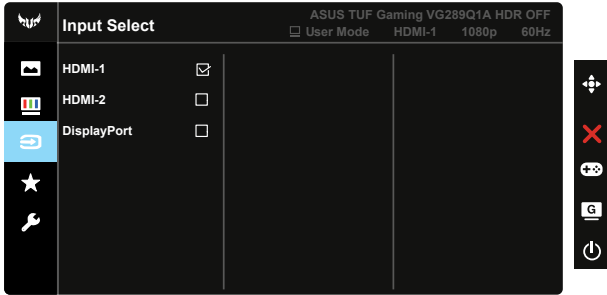 Input Select
ASUS TUF Gaming VG289Q1A HDR OFF
User Mode HDMI-1 1080p 60Hz
HDMI-1
HDMI-2
DisplayPort
G